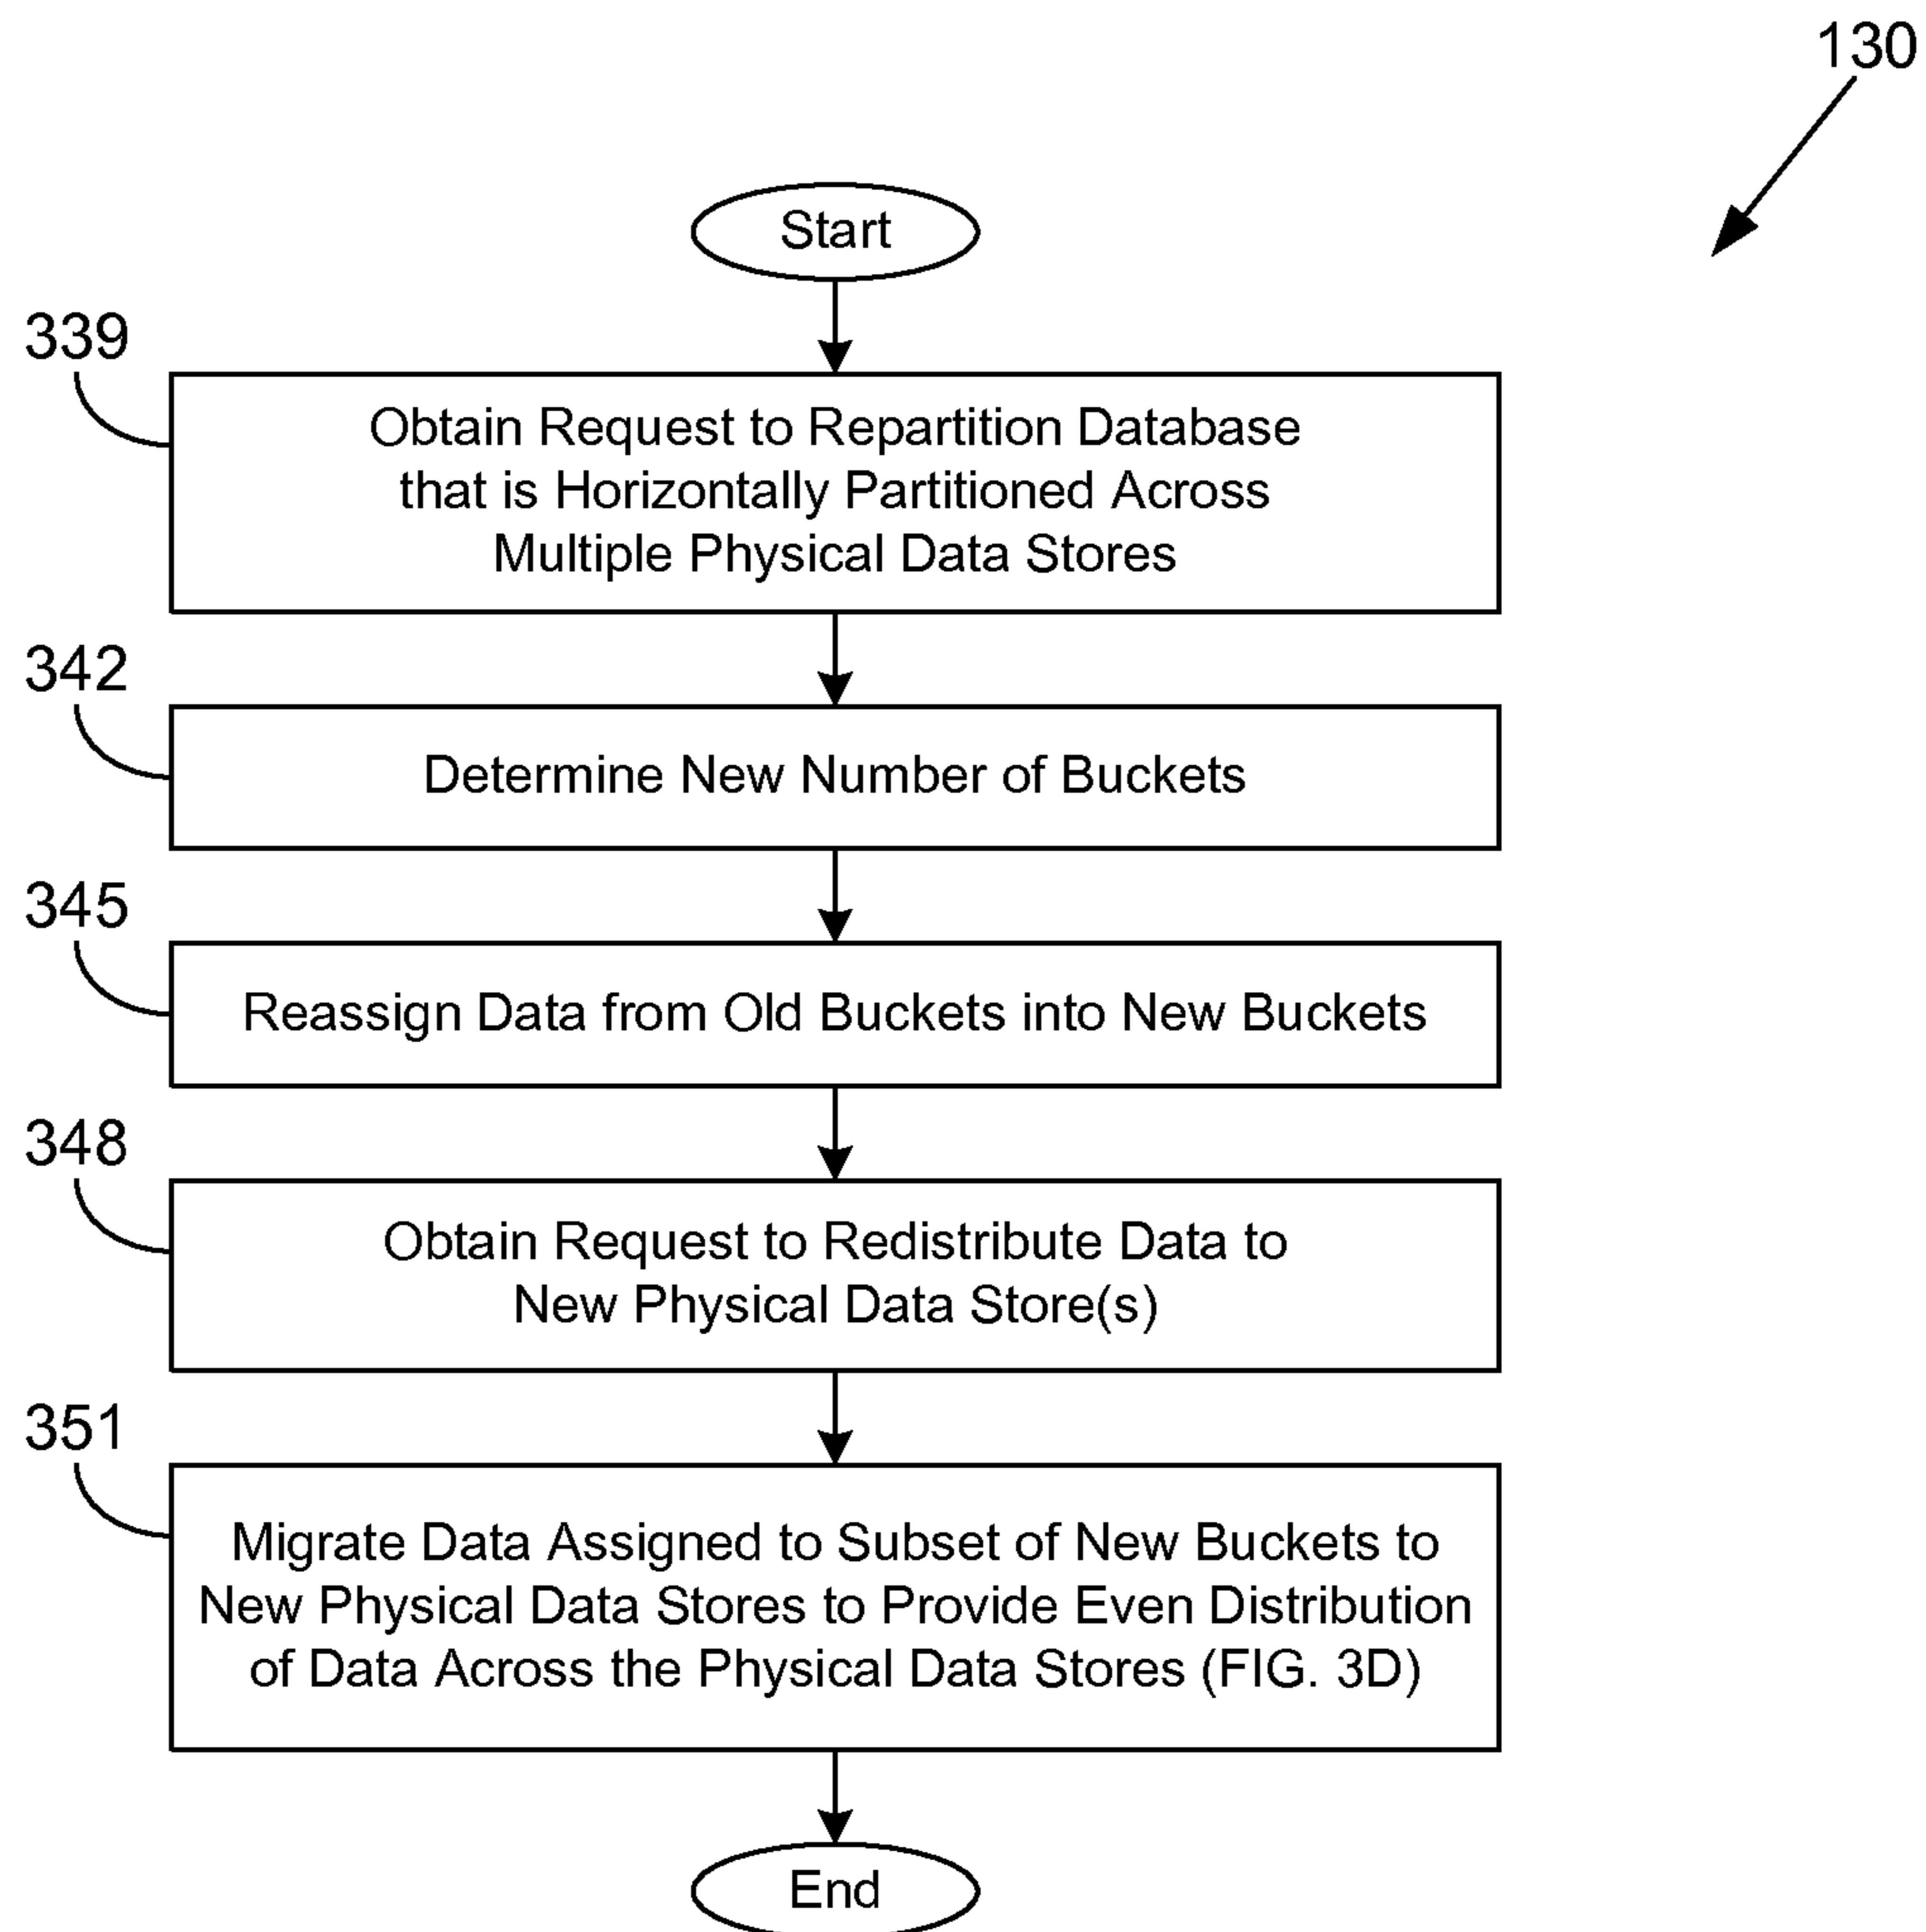 130
Start
339
Obtain Request to Repartition Database
that is Horizontally Partitioned Across
Multiple Physical Data Stores
342
Determine New Number of Buckets
345
Reassign Data from Old Buckets into New Buckets
348
Obtain Request to Redistribute Data to
New Physical Data Store(s)
351
Migrate Data Assigned to Subset of New Buckets to
New Physical Data Stores to Provide Even Distribution
of Data Across the Physical Data Stores (FIG. 3D)
End